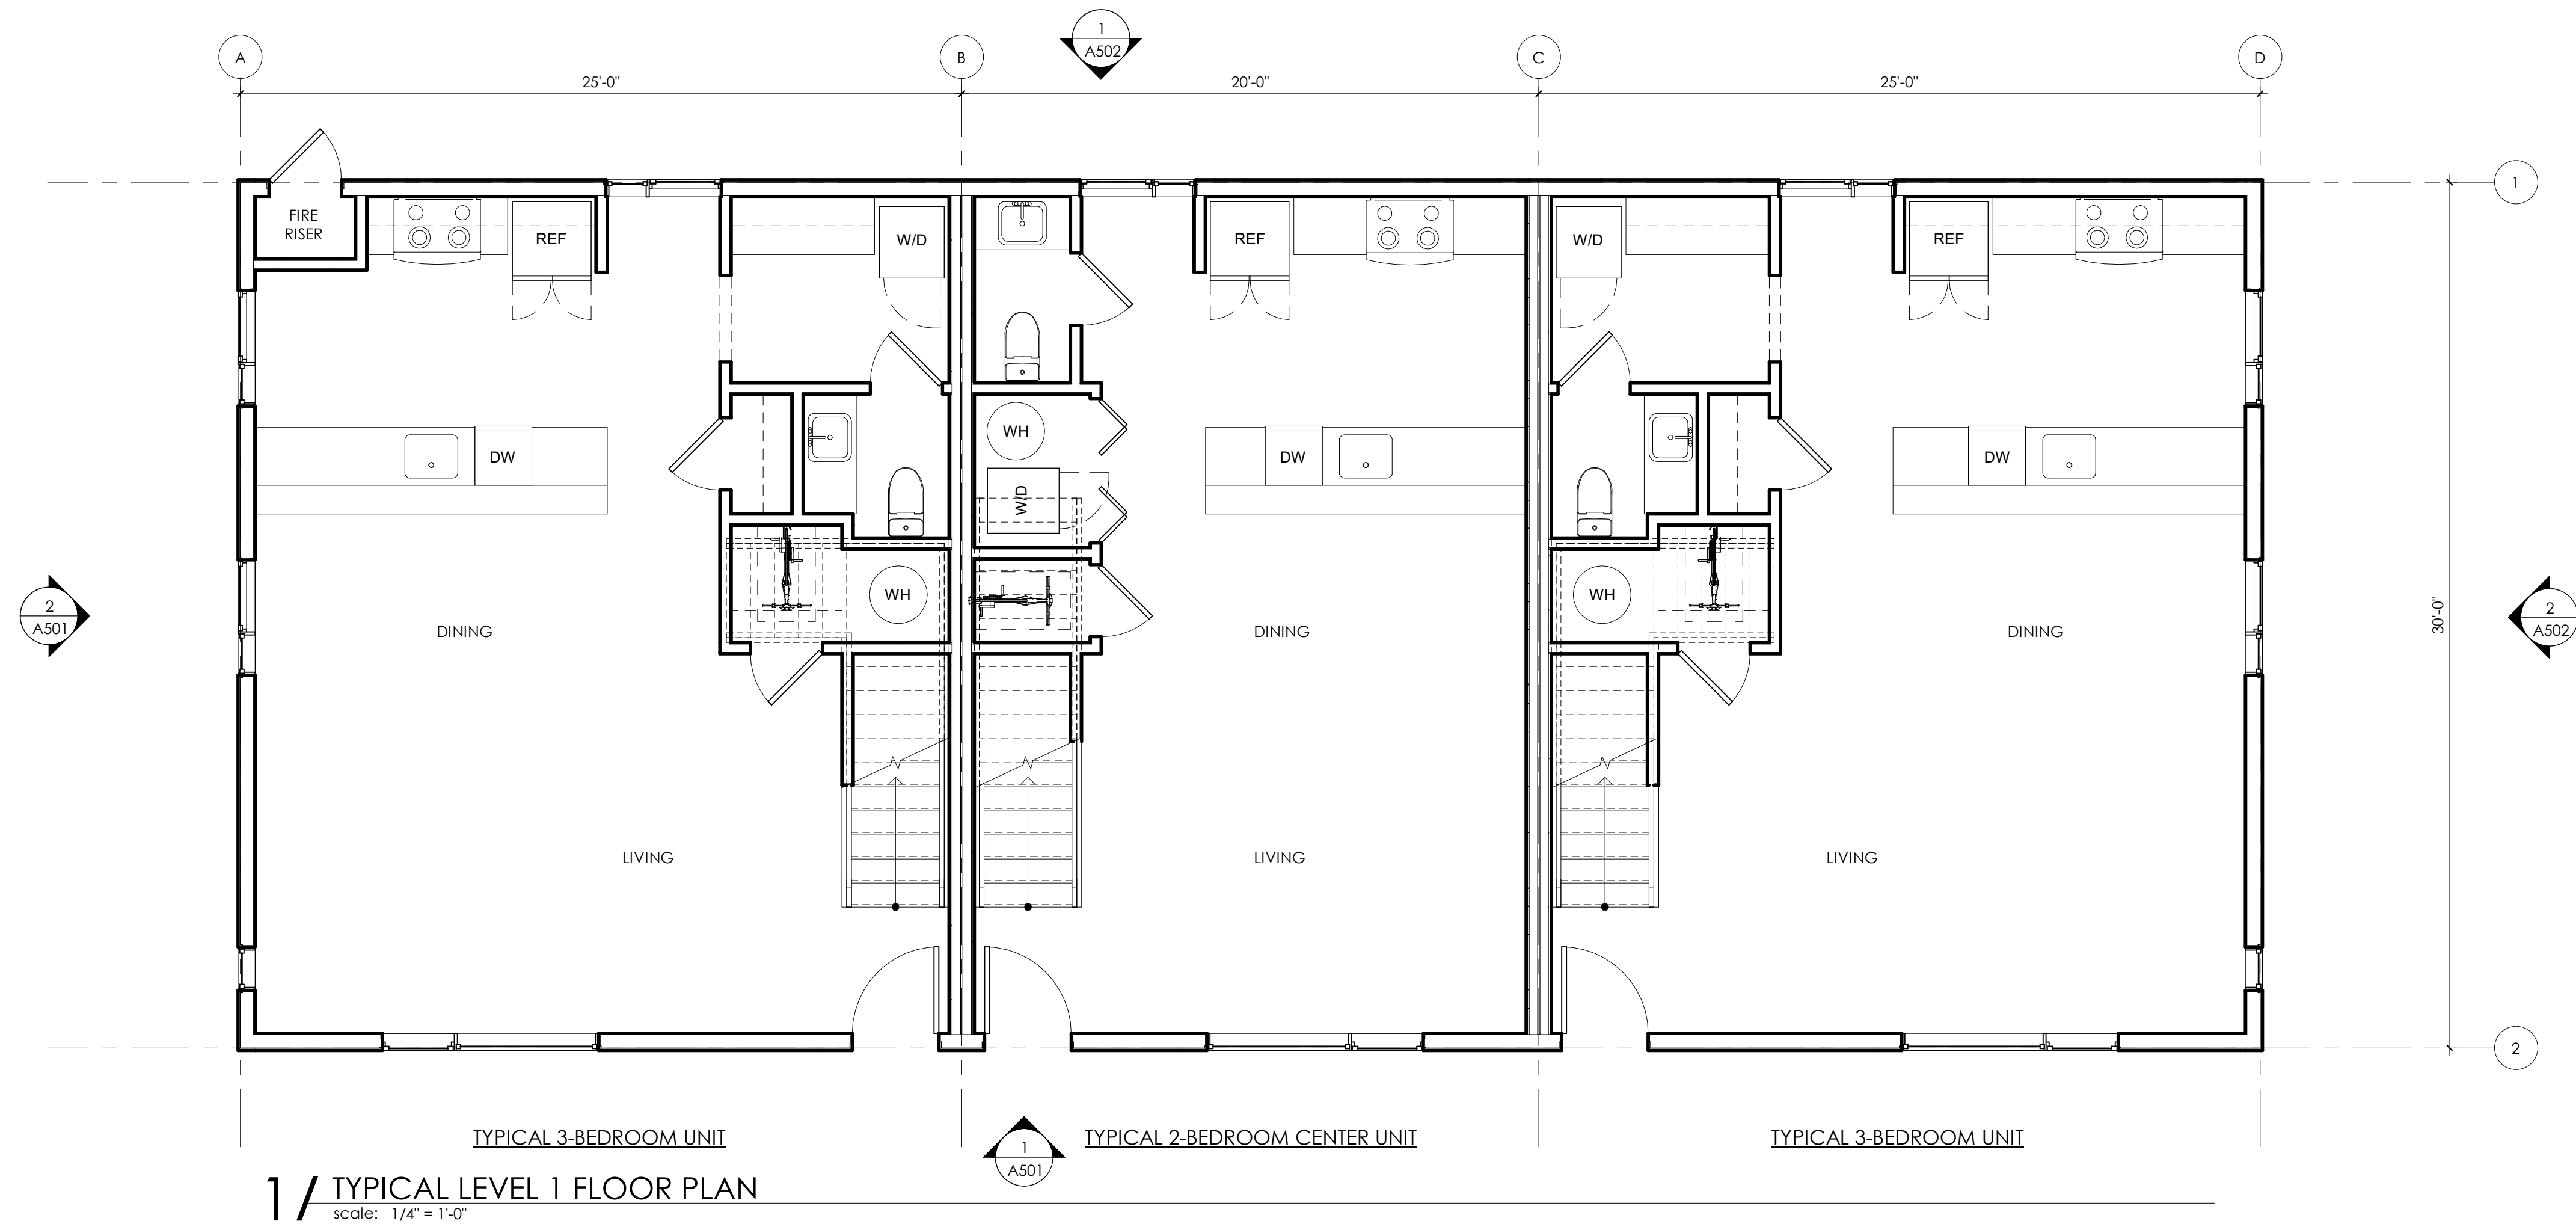 1
A502
A
B
C
D
25'-0"
20'-0"
25'-0"
1
FIRE
RISER
REF
W/D
REF
W/D
REF
WH
DW
DW
DW
W/D
WH
WH
2
A501
DINING
DINING
DINING
30'-0"
2
A502
LIVING
LIVING
LIVING
2
TYPICAL 3-BEDROOM UNIT
TYPICAL 2-BEDROOM CENTER UNIT
TYPICAL 3-BEDROOM UNIT
1
A501
1/ TYPICAL LEVEL 1 FLOOR PLAN
scale: 1/4" = 1'-0"